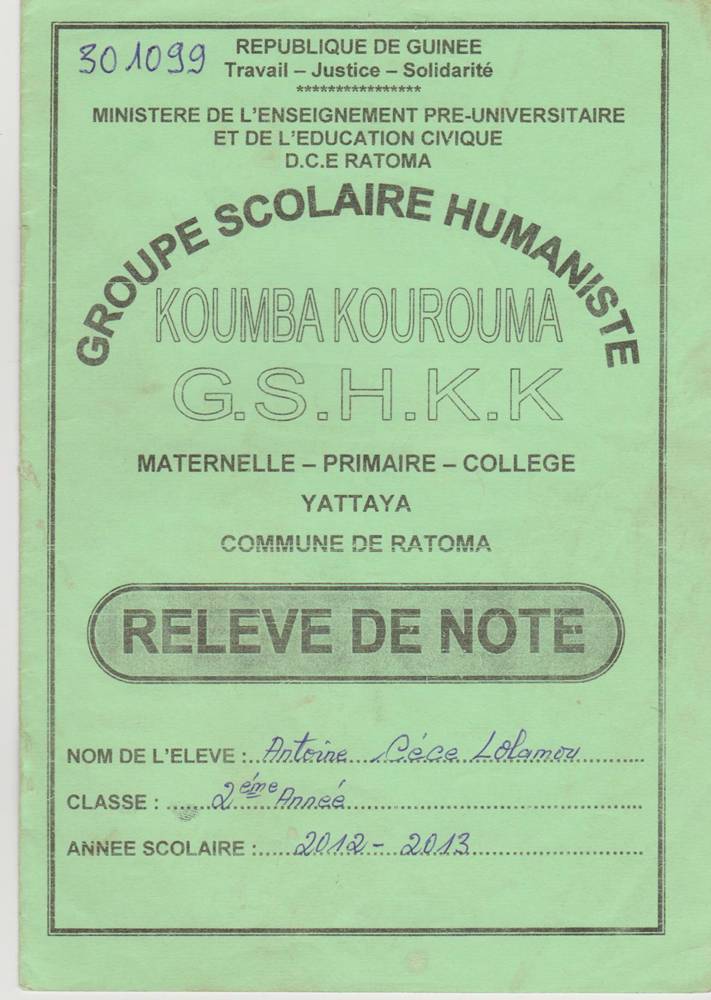 301099
REPUBLIQUE DE GUINEE
Travail – Justice – Solidarité
****************
MINISTERE DE L'ENSEIGNEMENT PRE-UNIVERSITAIRE
ET DE L'EDUCATION CIVIQUE
D.C.E RATOMA
GROUPE SCOLAIRE HUMANISTE
KOUMBA KOUROUMA
G.S.H.K.K
MATERNELLE – PRIMAIRE – COLLEGE
YATTAYA
COMMUNE DE RATOMA
RELEVE DE NOTE
NOM DE L'ELEVE : Antoine Céce Lolamou
CLASSE : 2éme Année
ANNEE SCOLAIRE : 2012 - 2013